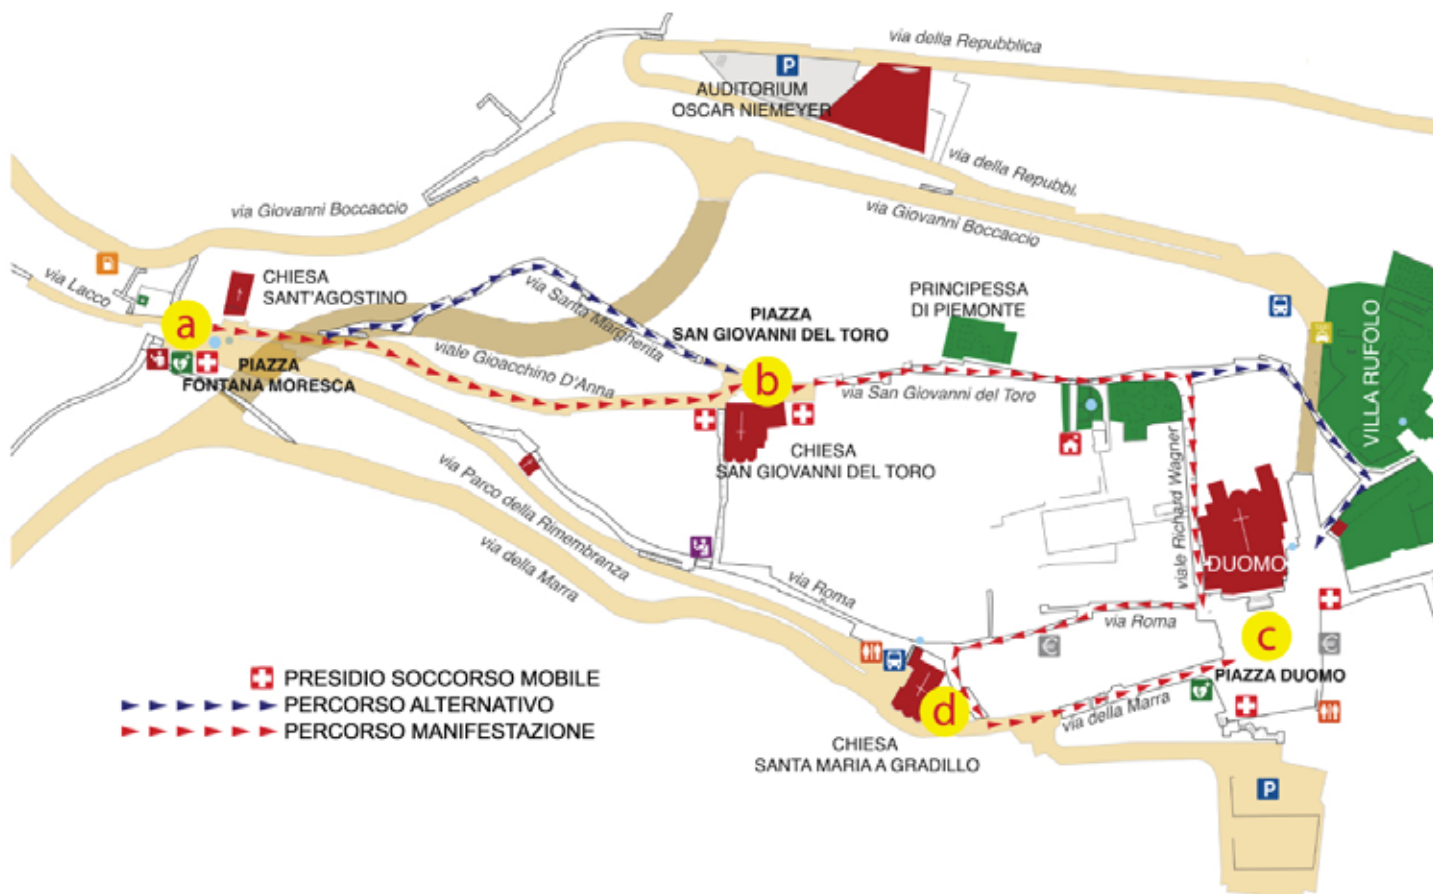 via della Repubblica
P
AUDITORIUM
OSCAR NIEMEYER
via della Repubbl.
via Giovanni Boccaccio
via Giovanni Boccaccio
via Lacco
CHIESA
SANT'AGOSTINO
a
PIAZZA
FONTANA MORESCA
via Santa Margherita
viale Gioacchino D'Anna
PIAZZA
SAN GIOVANNI DEL TORO
b
PRINCIPESSA
DI PIEMONTE
via San Giovanni del Toro
CHIESA
SAN GIOVANNI DEL TORO
VILLA RUFOLO
viale Richard Wagner
DUOMO
via Parco della Rimembranza
via della Marra
via Roma
via Roma
€
€
c
PIAZZA DUOMO
d
via della Marra
CHIESA
SANTA MARIA A GRADILLO
P
PRESIDIO SOCCORSO MOBILE
PERCORSO ALTERNATIVO
PERCORSO MANIFESTAZIONE